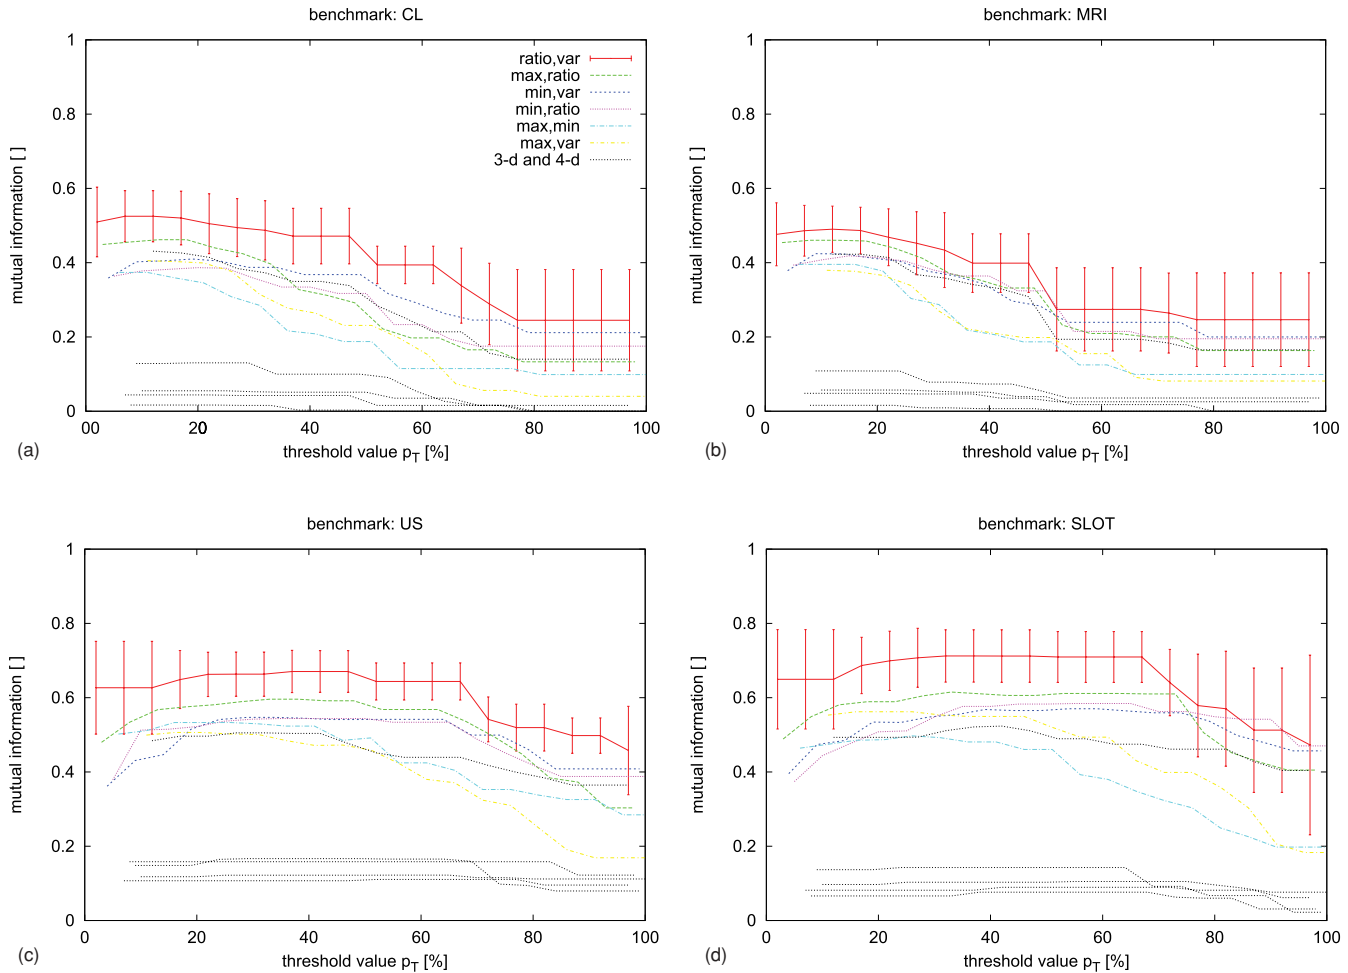 benchmark: CL
1
0.8
0.6
0.4
0.2
0
mutual information [ ]
ratio,var
max,ratio
min,var
min,ratio
max,min
max,var
3-d and 4-d
00 20 40 60 80 100
threshold value pT [%]
(a)
benchmark: MRI
1
0.8
0.6
0.4
0.2
0
mutual information [ ]
0 20 40 60 80 100
threshold value pT [%]
(b)
benchmark: US
1
0.8
0.6
0.4
0.2
0
mutual information [ ]
0 20 40 60 80 100
threshold value pT [%]
(c)
benchmark: SLOT
1
0.8
0.6
0.4
0.2
0
mutual information [ ]
0 20 40 60 80 100
threshold value pT [%]
(d)